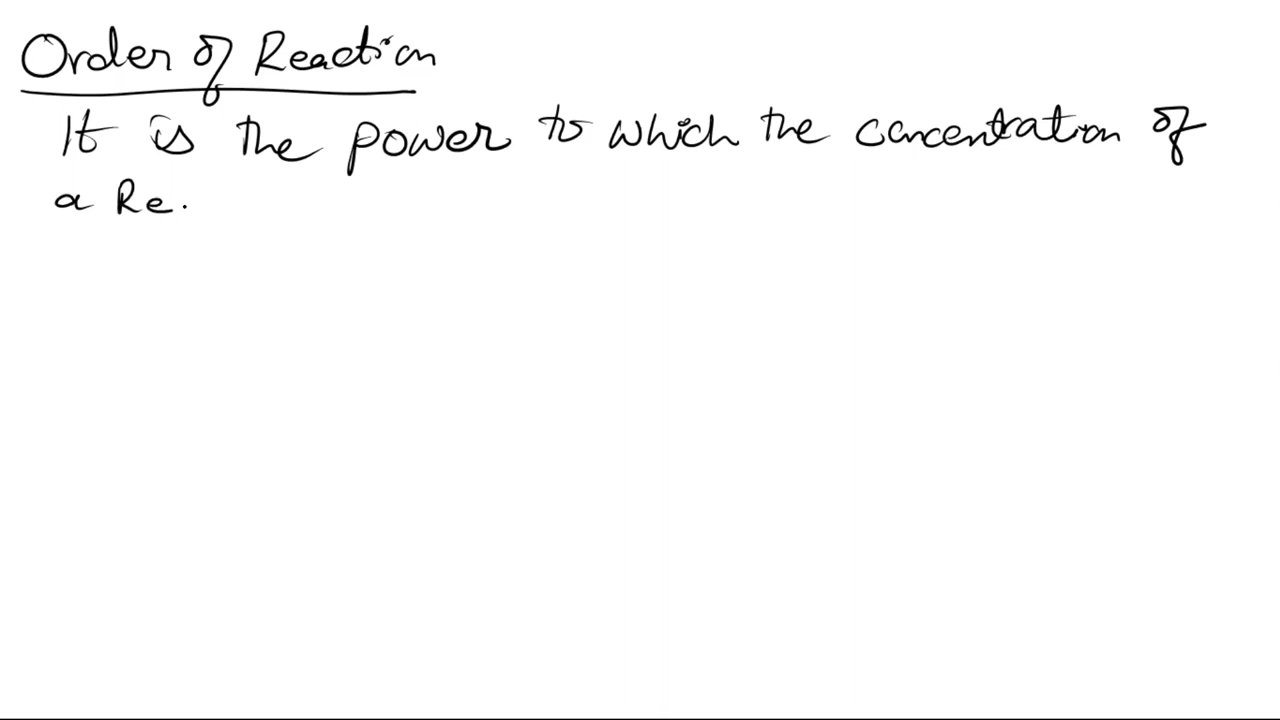 Order of Reaction
It is the power to which the concentration of
a Re.